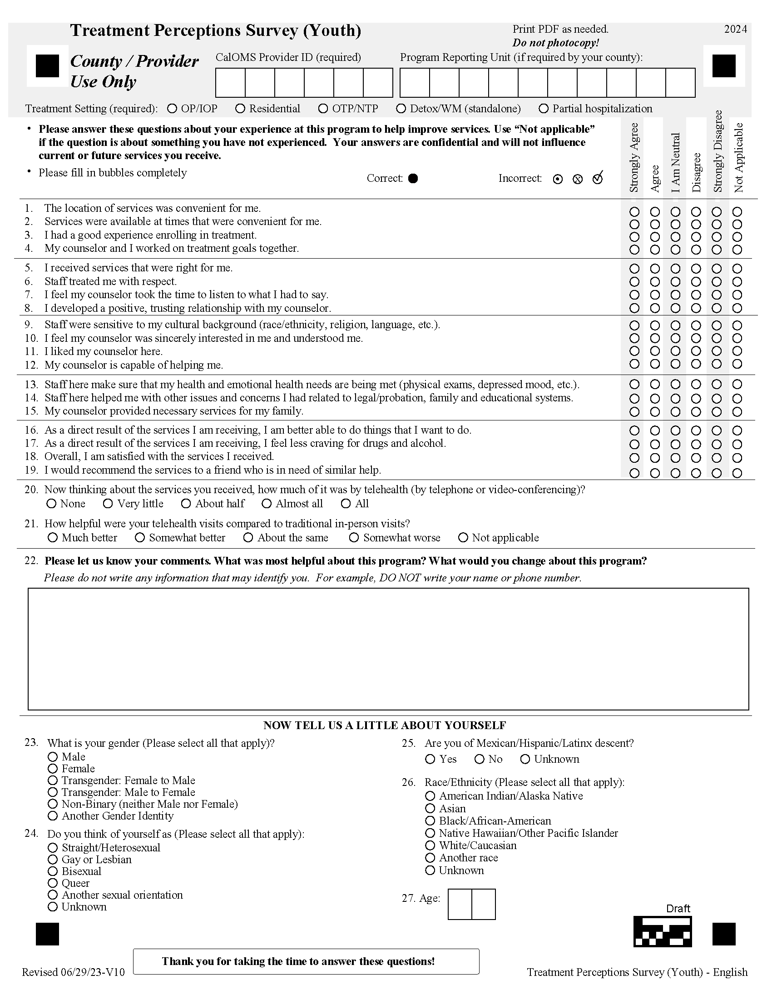 Treatment Perceptions Survey (Youth)
Print PDF as needed.
2024
Do not photocopy!
County / Provider
Use Only
CalOMS Provider ID (required)
Program Reporting Unit (if required by your county):
Treatment Setting (required): OP/IOP Residential OTP/NTP Detox/WM (standalone) Partial hospitalization
• Please answer these questions about your experience at this program to help improve services. Use “Not applicable”
if the question is about something you have not experienced. Your answers are confidential and will not influence
current or future services you receive.
• Please fill in bubbles completely
Correct:
Incorrect:
Strongly Agree
Agree
I Am Neutral
Disagree
Strongly Disagree
Not Applicable
1. The location of services was convenient for me.
2. Services were available at times that were convenient for me.
3. I had a good experience enrolling in treatment.
4. My counselor and I worked on treatment goals together.
5. I received services that were right for me.
6. Staff treated me with respect.
7. I feel my counselor took the time to listen to what I had to say.
8. I developed a positive, trusting relationship with my counselor.
9. Staff were sensitive to my cultural background (race/ethnicity, religion, language, etc.).
10. I feel my counselor was sincerely interested in me and understood me.
11. I liked my counselor here.
12. My counselor is capable of helping me.
13. Staff here make sure that my health and emotional health needs are being met (physical exams, depressed mood, etc.).
14. Staff here helped me with other issues and concerns I had related to legal/probation, family and educational systems.
15. My counselor provided necessary services for my family.
16. As a direct result of the services I am receiving, I am better able to do things that I want to do.
17. As a direct result of the services I am receiving, I feel less craving for drugs and alcohol.
18. Overall, I am satisfied with the services I received.
19. I would recommend the services to a friend who is in need of similar help.
20. Now thinking about the services you received, how much of it was by telehealth (by telephone or video-conferencing)?
None Very little About half Almost all All
21. How helpful were your telehealth visits compared to traditional in-person visits?
Much better Somewhat better About the same Somewhat worse Not applicable
22. Please let us know your comments. What was most helpful about this program? What would you change about this program?
Please do not write any information that may identify you. For example, DO NOT write your name or phone number.
NOW TELL US A LITTLE ABOUT YOURSELF
23. What is your gender (Please select all that apply)?
Male
Female
Transgender: Female to Male
Transgender: Male to Female
Non-Binary (neither Male nor Female)
Another Gender Identity
24. Do you think of yourself as (Please select all that apply):
Straight/Heterosexual
Gay or Lesbian
Bisexual
Queer
Another sexual orientation
Unknown
25. Are you of Mexican/Hispanic/Latinx descent?
Yes No Unknown
26. Race/Ethnicity (Please select all that apply):
American Indian/Alaska Native
Asian
Black/African-American
Native Hawaiian/Other Pacific Islander
White/Caucasian
Another race
Unknown
27. Age:
Draft
Thank you for taking the time to answer these questions!
Revised 06/29/23-V10
Treatment Perceptions Survey (Youth) - English